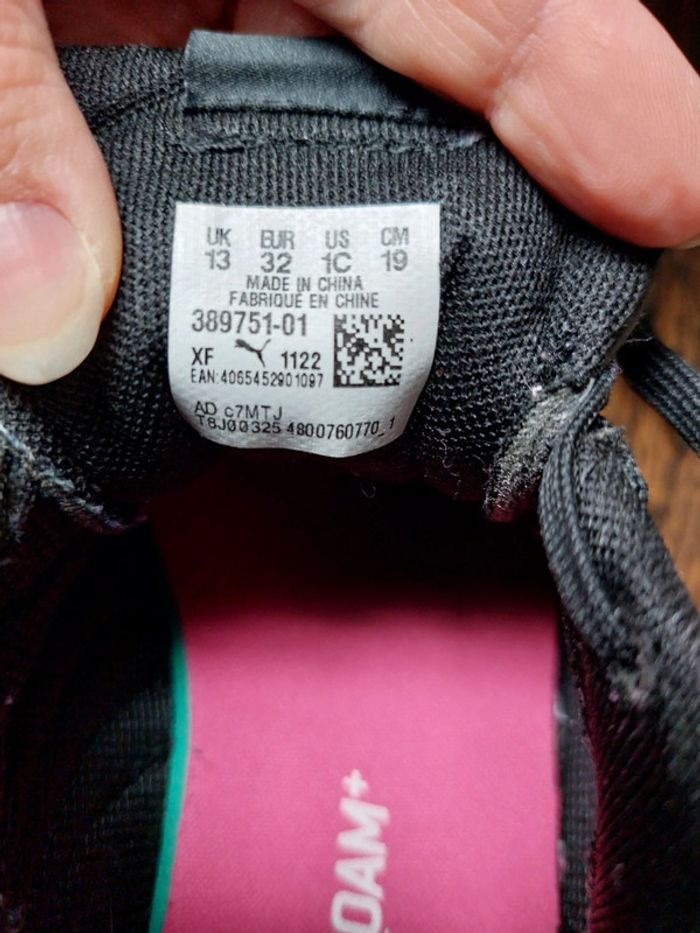 UK EUR US CM
13 32 1C 19
MADE IN CHINA
FABRIQUÉ EN CHINE
389751-01
XF 1122
EAN:4065452901097
AD c7MTJ
T8J00325 4800760770_1
OAM+